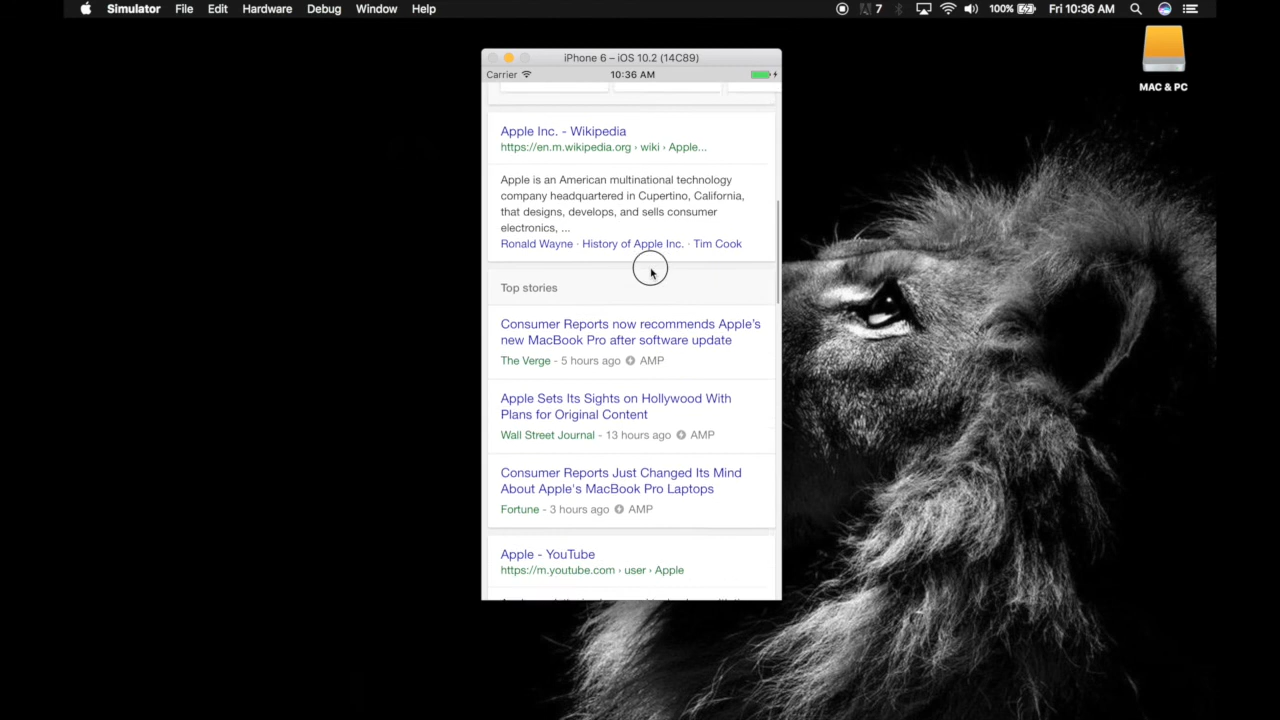 Simulator File Edit Hardware Debug Window Help
7 100% Fri 10:36 AM
MAC & PC
iPhone 6 – iOS 10.2 (14C89)
Carrier 10:36 AM
Apple Inc. - Wikipedia
https://en.m.wikipedia.org › wiki › Apple...
Apple is an American multinational technology
company headquartered in Cupertino, California,
that designs, develops, and sells consumer
electronics, ...
Ronald Wayne · History of Apple Inc. · Tim Cook
Top stories
Consumer Reports now recommends Apple's
new MacBook Pro after software update
The Verge - 5 hours ago AMP
Apple Sets Its Sights on Hollywood With
Plans for Original Content
Wall Street Journal - 13 hours ago AMP
Consumer Reports Just Changed Its Mind
About Apple's MacBook Pro Laptops
Fortune - 3 hours ago AMP
Apple - YouTube
https://m.youtube.com › user › Apple